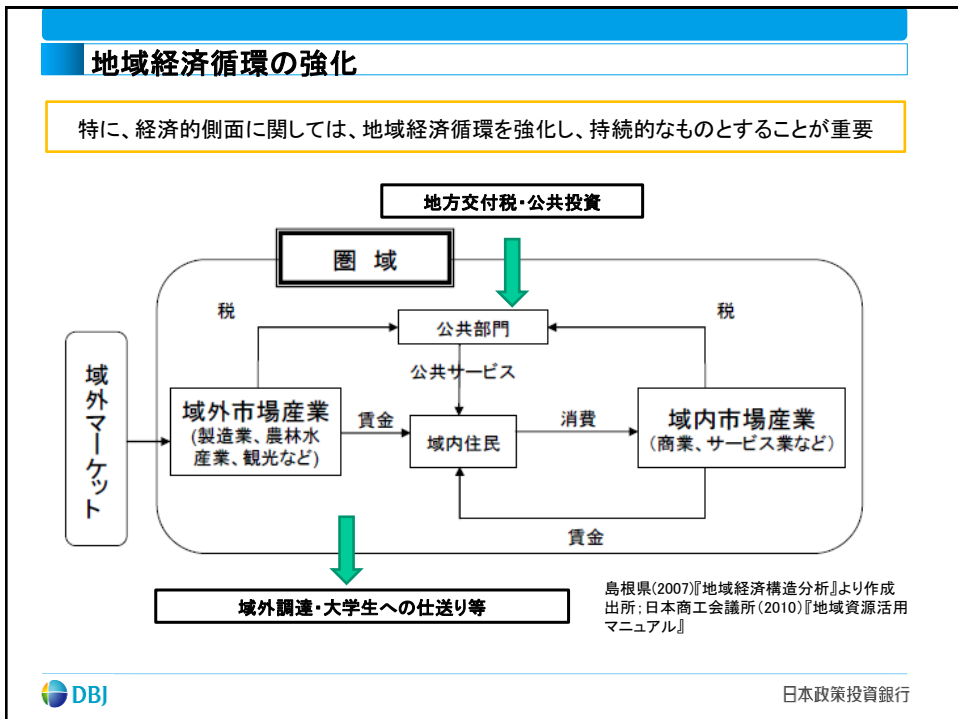 地域経済循環の強化
特に、経済的側面に関しては、地域経済循環を強化し、持続的なものとすることが重要
地方交付税・公共投資
圏域
税
税
公共部門
公共サービス
域外マーケット
域外市場産業
(製造業、農林水
産業、観光など)
賃金
域内住民
消費
域内市場産業
(商業、サービス業など)
賃金
域外調達・大学生への仕送り等
島根県(2007)『地域経済構造分析』より作成
出所;日本商工会議所(2010)『地域資源活用
マニュアル』
DBJ
日本政策投資銀行